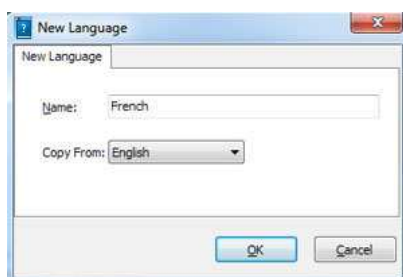 New Language
New Language
Name: French
Copy From: English
OK Cancel